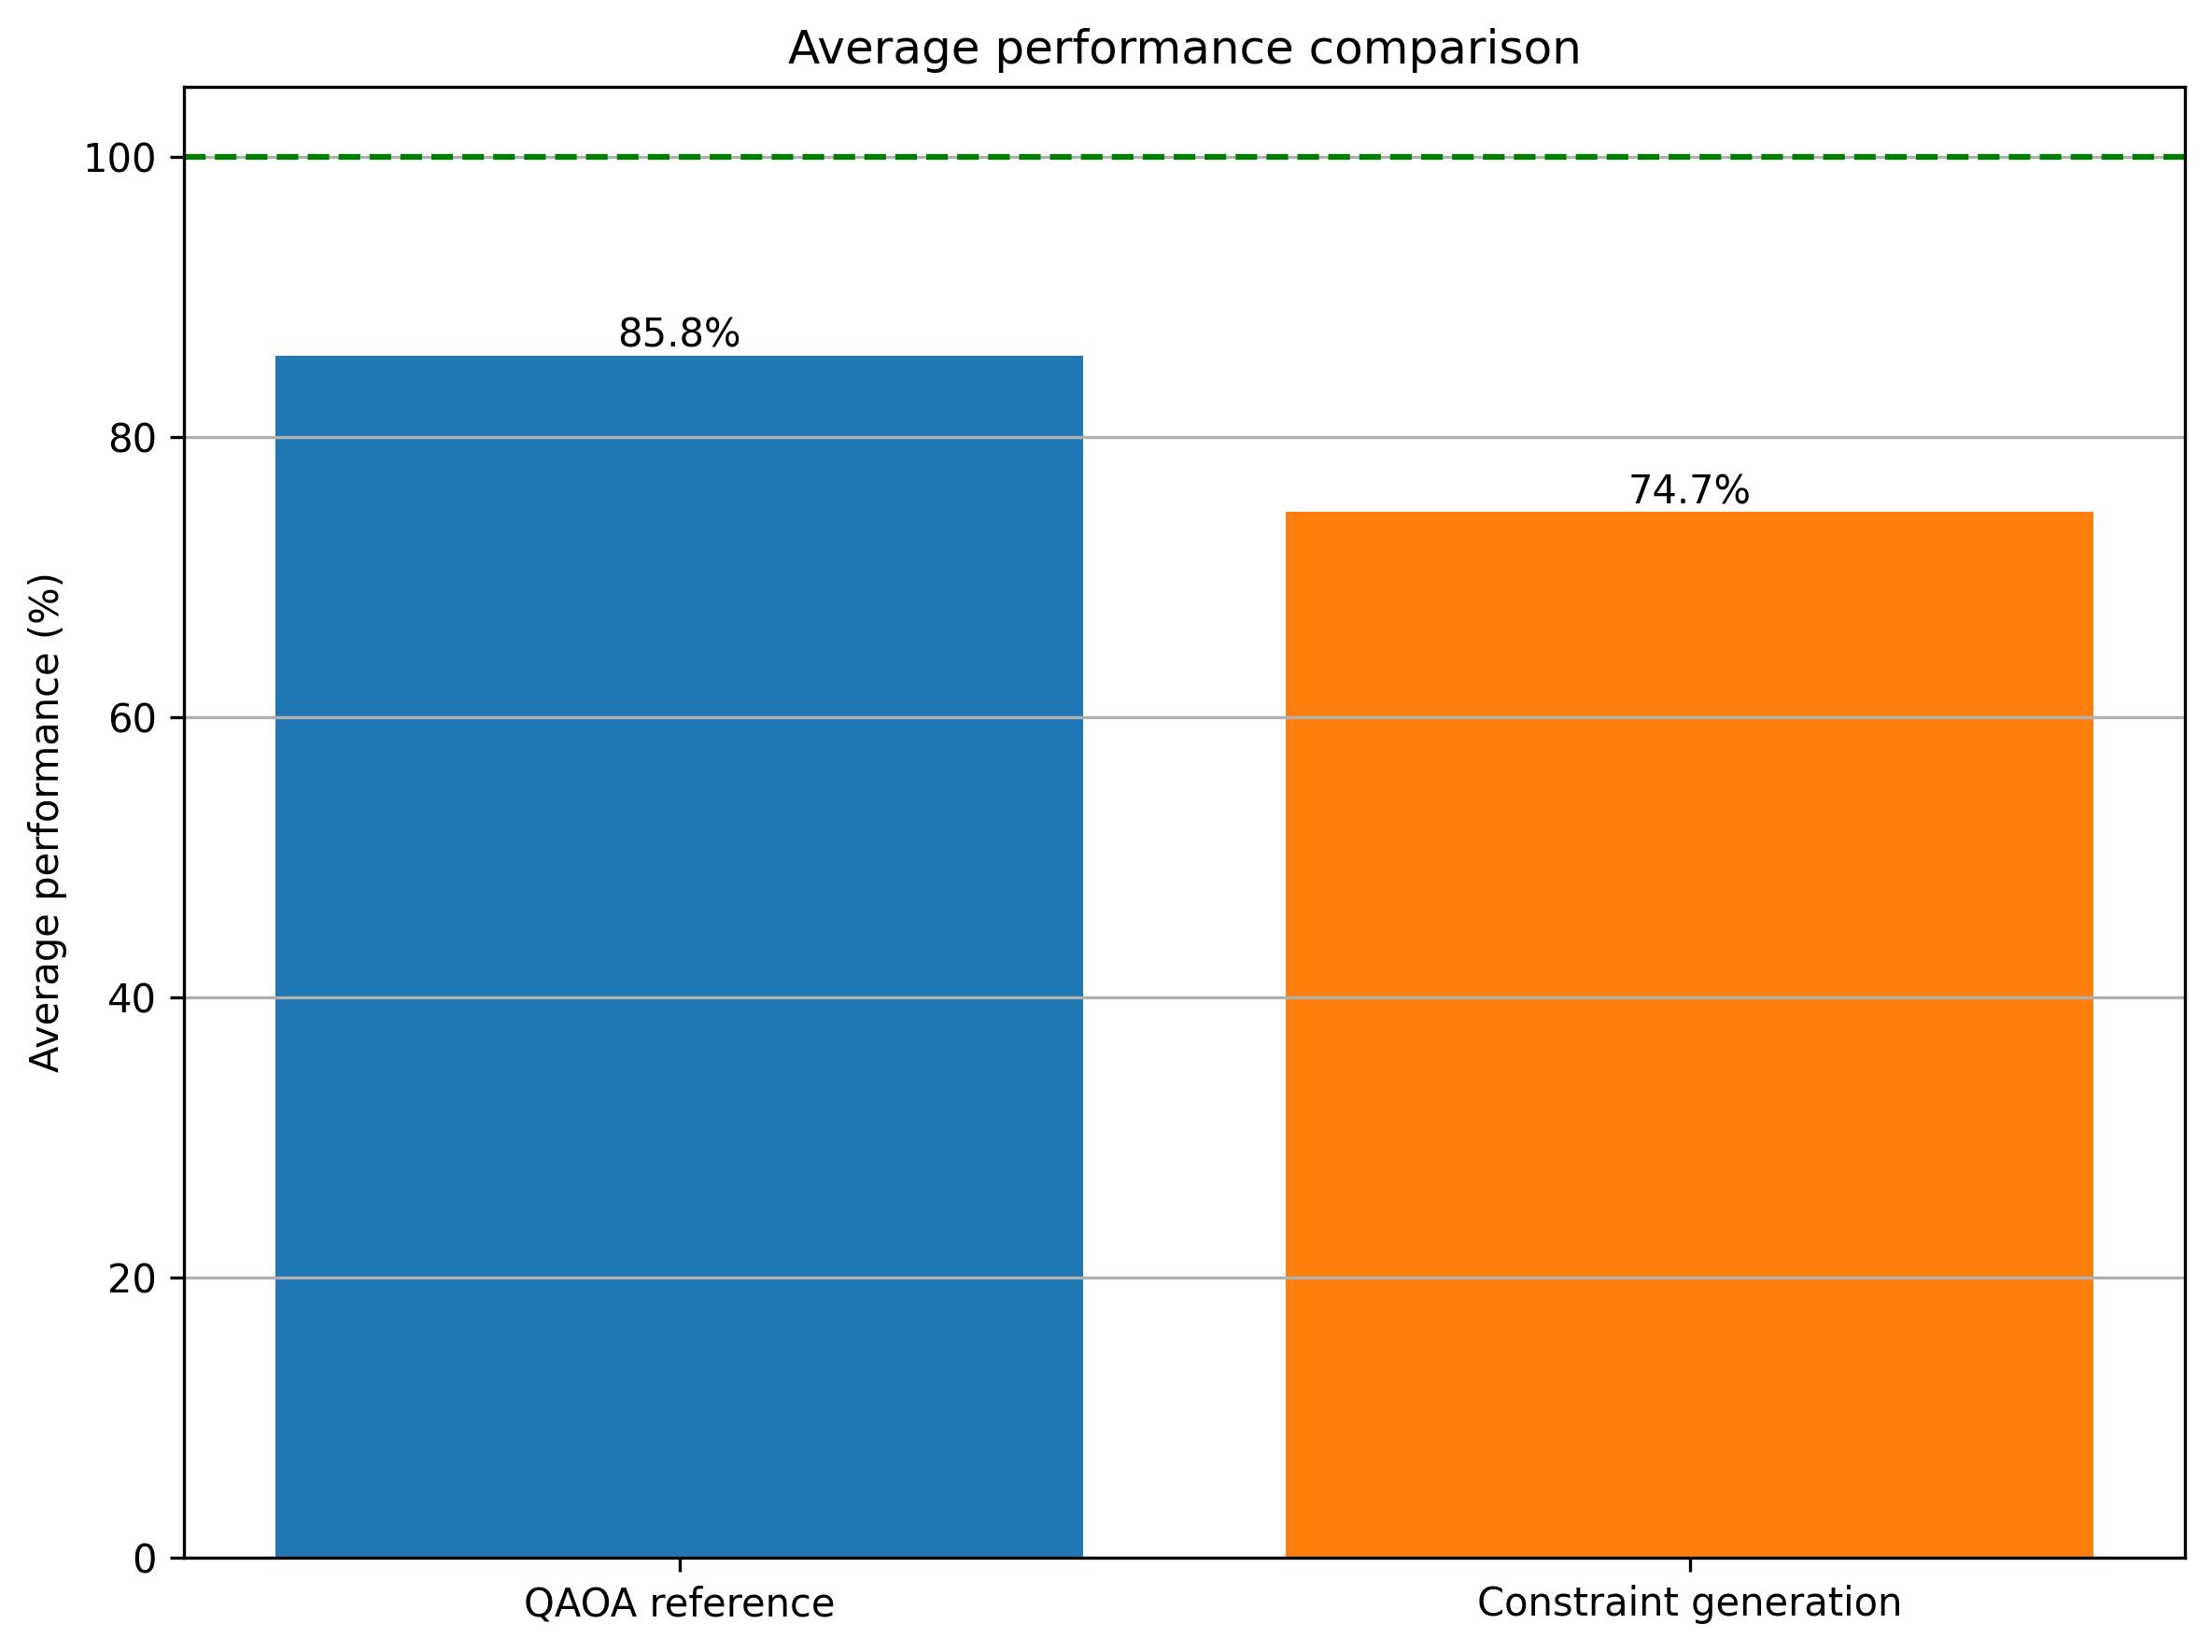 Average performance comparison
Average performance (%)
100
80
60
40
20
0
85.8%
74.7%
QAOA reference
Constraint generation